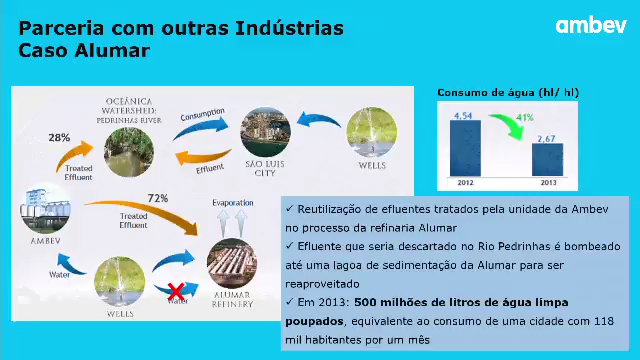 Parceria com outras Indústrias
Caso Alumar
ambev
OCEÂNICA
WATERSHED:
PEDRINHAS RIVER
Consumption
28%
Treated
Effluent
Effluent
SÃO LUIS
CITY
WELLS
72%
Treated
Effluent
Evaporation
AMBEV
Water
WELLS
Water
ALUMAR
REFINERY
Consumo de água (hl/ hl)
4,54
-41%
2,67
2012
2013
✓ Reutilização de efluentes tratados pela unidade da Ambev
no processo da refinaria Alumar
✓ Efluente que seria descartado no Rio Pedrinhas é bombeado
até uma lagoa de sedimentação da Alumar para ser
reaproveitado
✓ Em 2013: 500 milhões de litros de água limpa
poupados, equivalente ao consumo de uma cidade com 118
mil habitantes por um mês